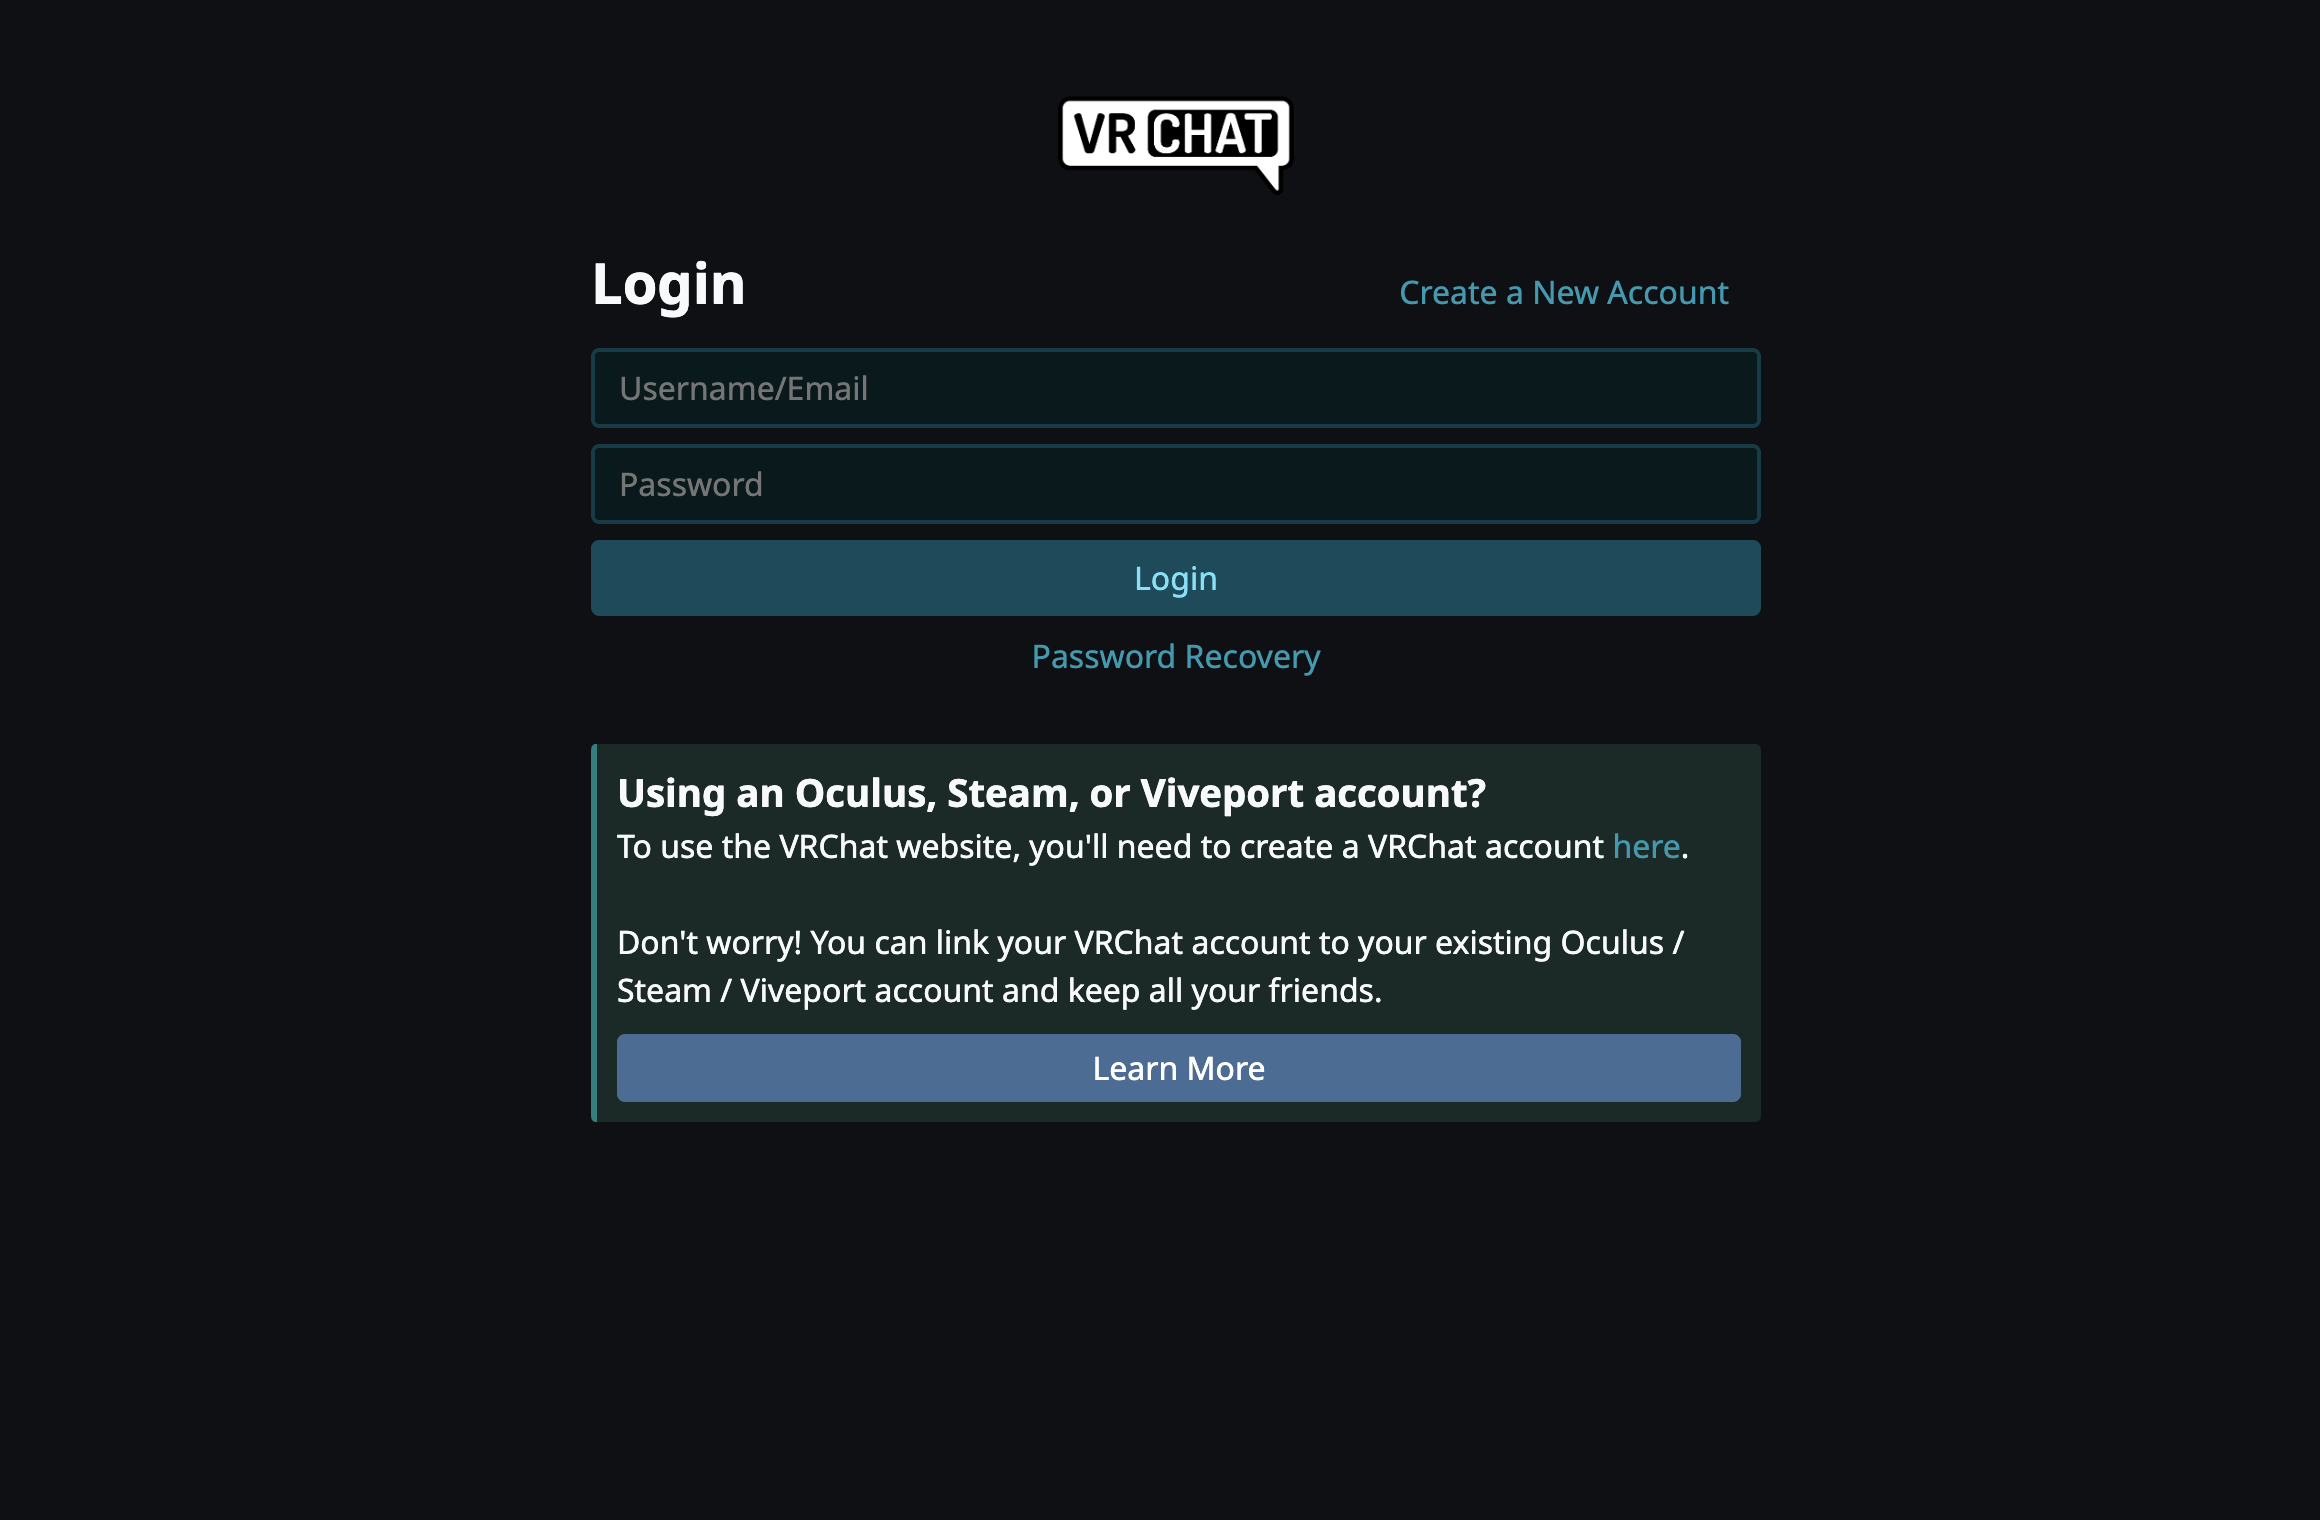 VRCHAT
Login
Create a New Account
Username/Email
Password
Login
Password Recovery
Using an Oculus, Steam, or Viveport account?
To use the VRChat website, you'll need to create a VRChat account here.
Don't worry! You can link your VRChat account to your existing Oculus /
Steam / Viveport account and keep all your friends.
Learn More